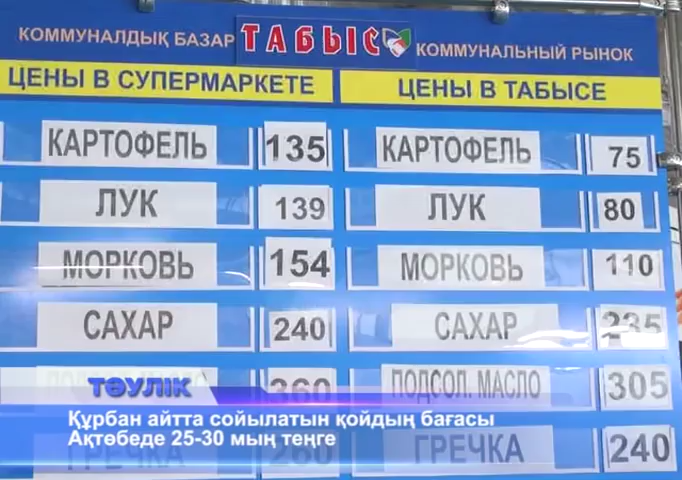 КОММУНАЛДЫҚ БАЗАР ТАБЫС КОММУНАЛЬНЫЙ РЫНОК
ЦЕНЫ В СУПЕРМАРКЕТЕ ЦЕНЫ В ТАБЫСЕ
КАРТОФЕЛЬ 135 КАРТОФЕЛЬ 75
ЛУК 139 ЛУК 80
МОРКОВЬ 154 МОРКОВЬ 110
САХАР 240 САХАР 235
360 ПОДСОЛ. МАСЛО 305
ГРЕЧКА 240
ТӘУЛІК
Құрбан айтта сойылатын қойдың бағасы
Ақтөбеде 25-30 мың теңге